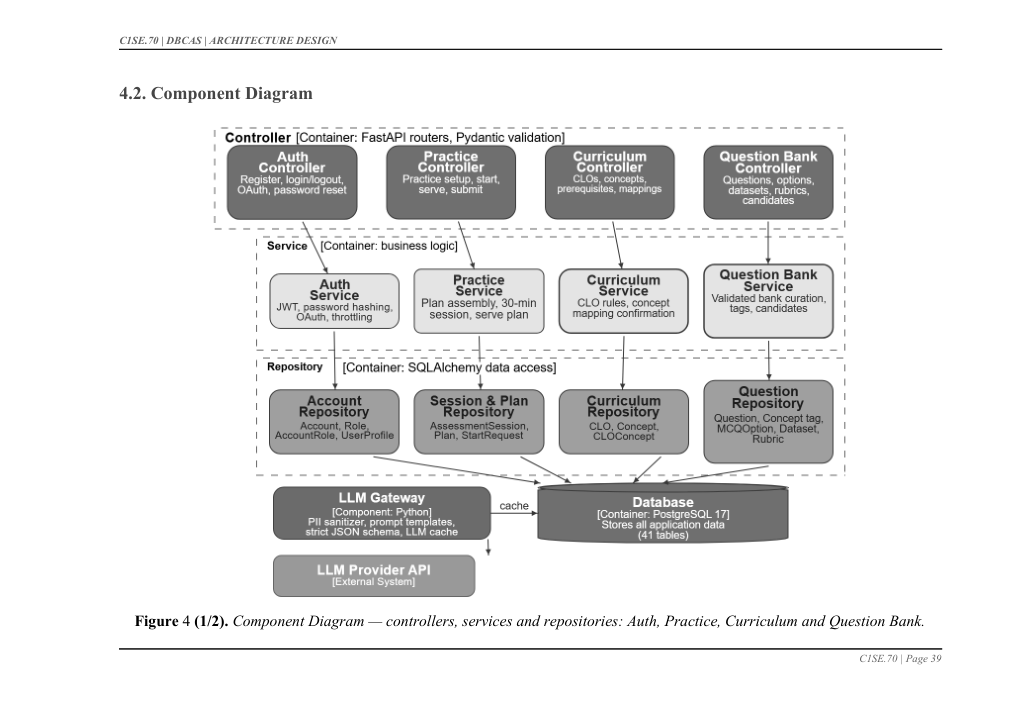 C1SE.70 | DBCAS | ARCHITECTURE DESIGN
4.2. Component Diagram
Controller [Container: FastAPI routers, Pydantic validation]
Auth
Controller
Register, login/logout,
OAuth, password reset
Practice
Controller
Practice setup, start,
serve, submit
Curriculum
Controller
CLOs, concepts,
prerequisites, mappings
Question Bank
Controller
Questions, options,
datasets, rubrics,
candidates
Service [Container: business logic]
Auth
Service
JWT, password hashing,
OAuth, throttling
Practice
Service
Plan assembly, 30-min
session, serve plan
Curriculum
Service
CLO rules, concept
mapping confirmation
Question Bank
Service
Validated bank curation,
tags, candidates
Repository [Container: SQLAlchemy data access]
Account
Repository
Account, Role,
AccountRole, UserProfile
Session & Plan
Repository
AssessmentSession,
Plan, StartRequest
Curriculum
Repository
CLO, Concept,
CLOConcept
Question
Repository
Question, Concept tag,
MCQOption, Dataset,
Rubric
LLM Gateway
[Component: Python]
PII sanitizer, prompt templates,
strict JSON schema, LLM cache
cache
Database
[Container: PostgreSQL 17]
Stores all application data
(41 tables)
LLM Provider API
[External System]
Figure 4 (1/2). Component Diagram — controllers, services and repositories: Auth, Practice, Curriculum and Question Bank.
C1SE.70 | Page 39